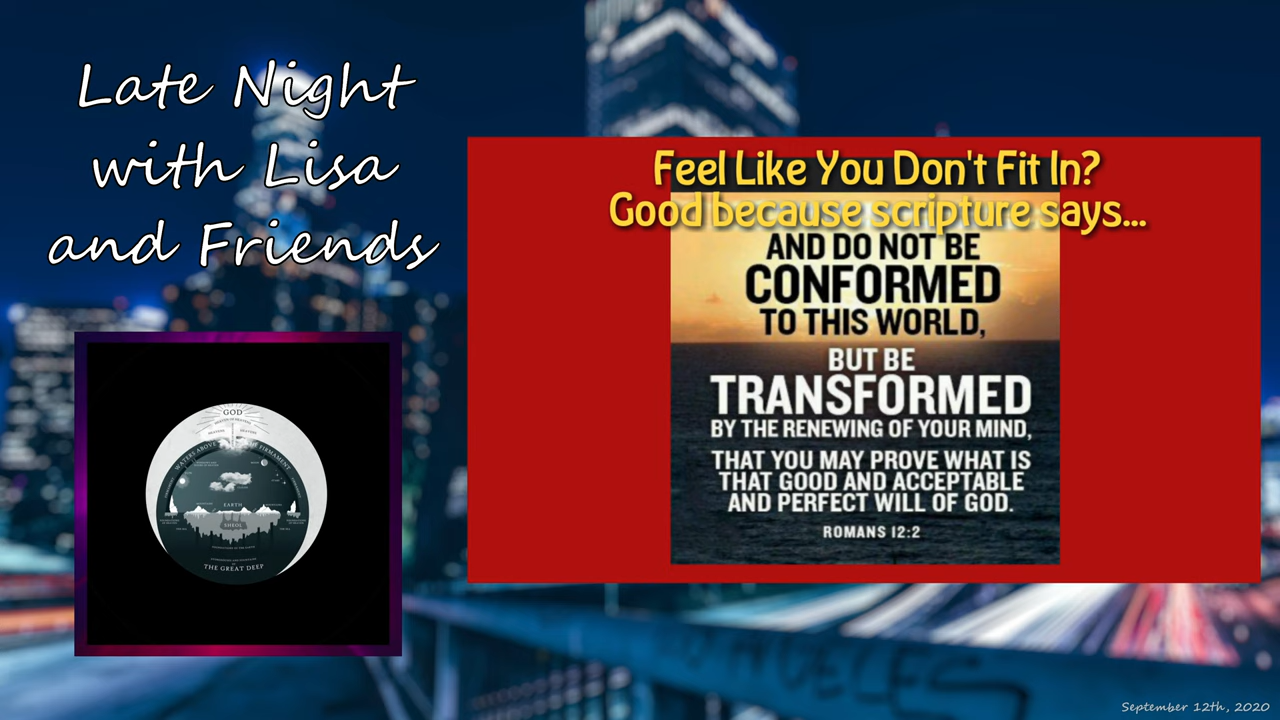 Late Night
with Lisa
and Friends
Feel Like You Don't Fit In?
Good because scripture says...
AND DO NOT BE
CONFORMED
TO THIS WORLD,
BUT BE
TRANSFORMED
BY THE RENEWING OF YOUR MIND,
THAT YOU MAY PROVE WHAT IS
THAT GOOD AND ACCEPTABLE
AND PERFECT WILL OF GOD.
ROMANS 12:2
GOD
WATERS ABOVE THE FIRMAMENT
EARTH
SHEOL
THE GREAT DEEP
September 12th, 2020